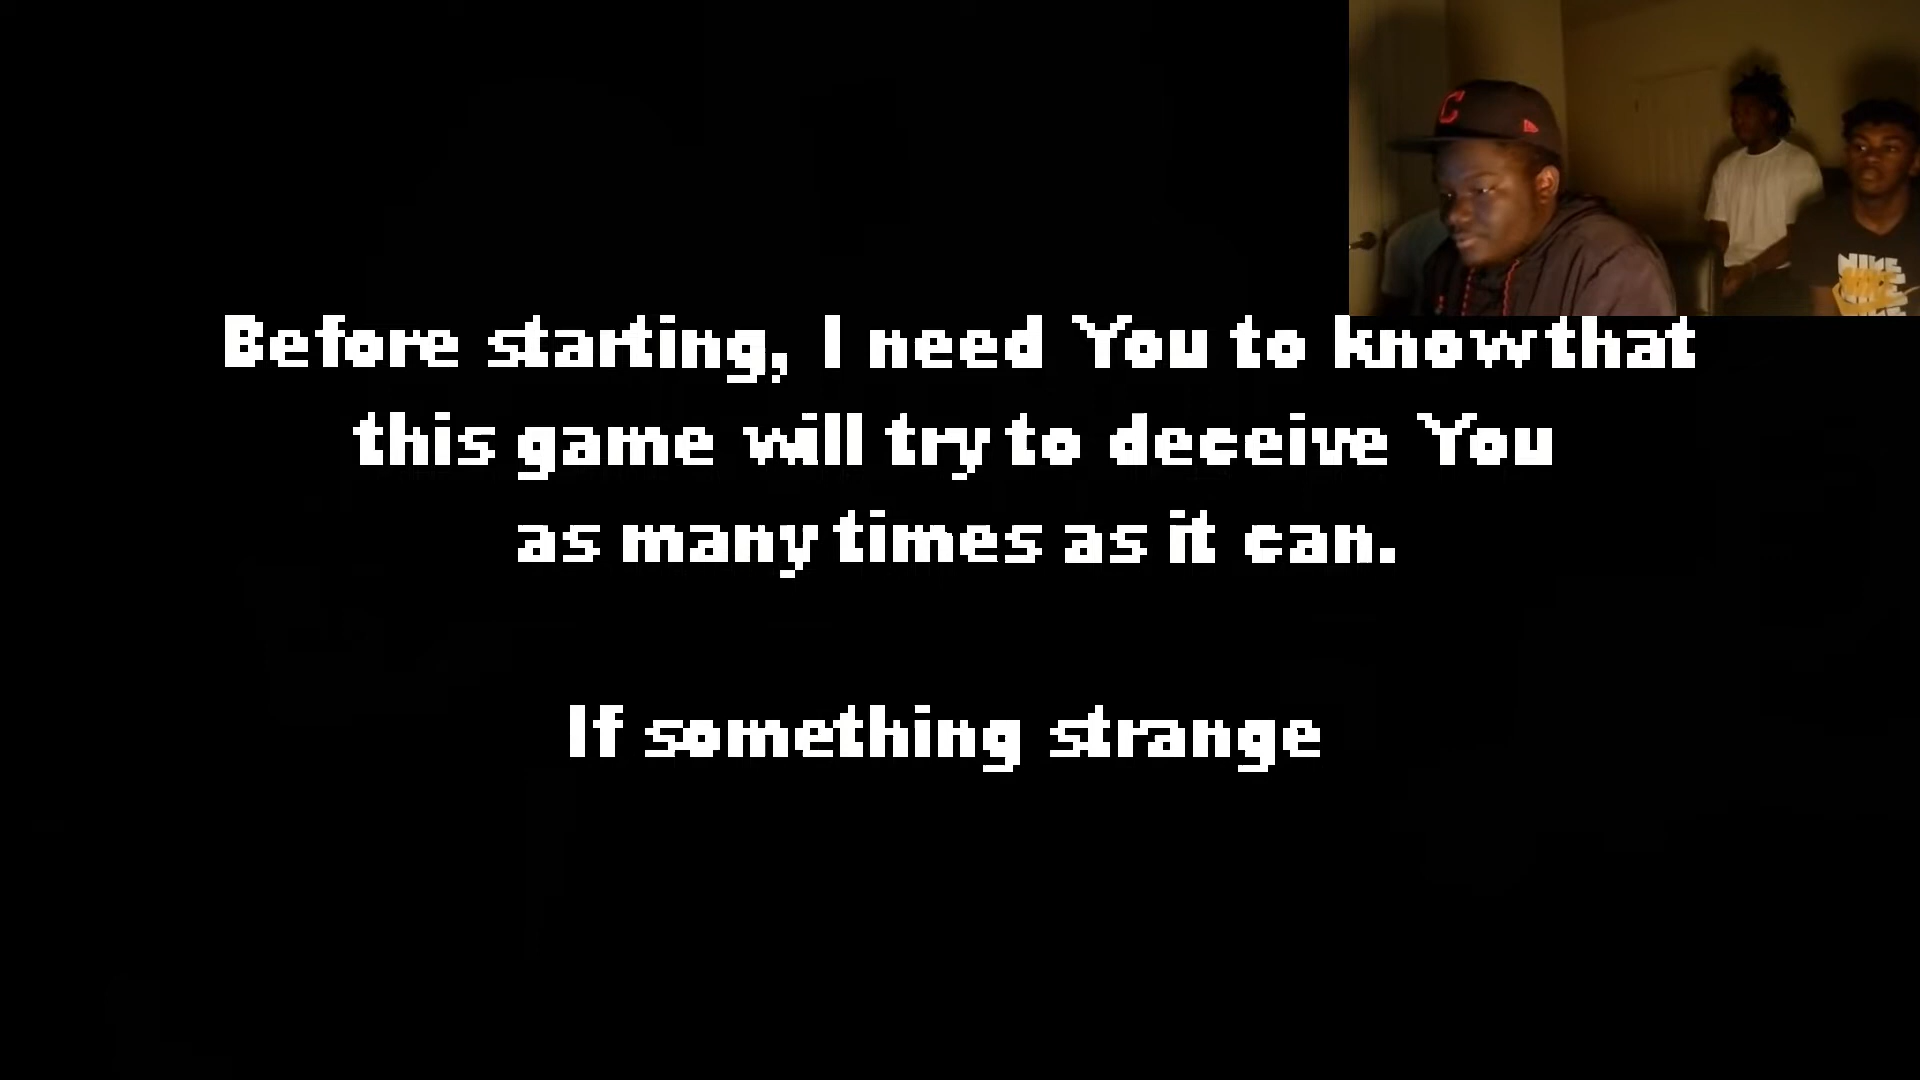 C
NIKE
Before starting, I need You to know that
this game will try to deceive You
as many times as it can.
If something strange